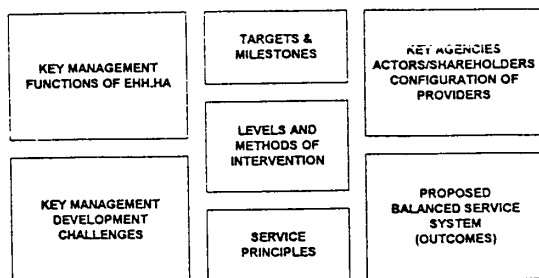 KEY MANAGEMENT
FUNCTIONS OF EHH.HA
TARGETS &
MILESTONES
KEY AGENCIES
ACTORS/SHAREHOLDERS
CONFIGURATION OF
PROVIDERS
LEVELS AND
METHODS OF
INTERVENTION
KEY MANAGEMENT
DEVELOPMENT
CHALLENGES
SERVICE
PRINCIPLES
PROPOSED
BALANCED SERVICE
SYSTEM
(OUTCOMES)